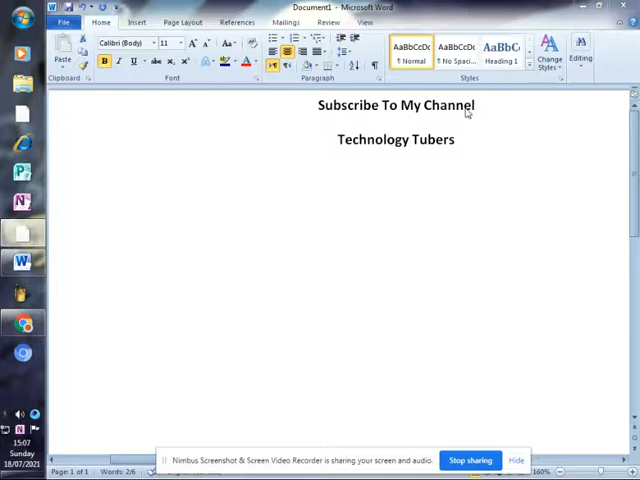 Document1 - Microsoft Word
File Home Insert Page Layout References Mailings Review View
Calibri (Body) 11
Paste
B I U
AaBbCcDc AaBbCcDc AaBbCc
¶ Normal ¶ No Spaci... Heading 1
Change Styles
Editing
Clipboard Font Paragraph Styles
Subscribe To My Channel
Technology Tubers
15:07
Sunday
18/07/2021
Nimbus Screenshot & Screen Video Recorder is sharing your screen and audio. Stop sharing Hide
Page: 1 of 1 Words: 2/6 160%